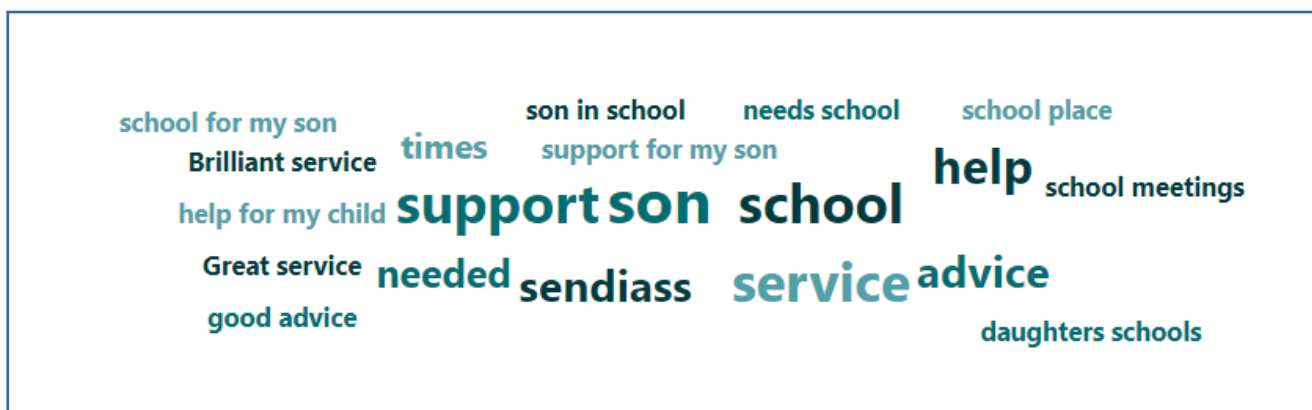 son in school
needs school
school place
school for my son
times
support for my son
Brilliant service
help
school meetings
help for my child
support
son
school
Great service
needed
sendiass
service
advice
good advice
daughters schools